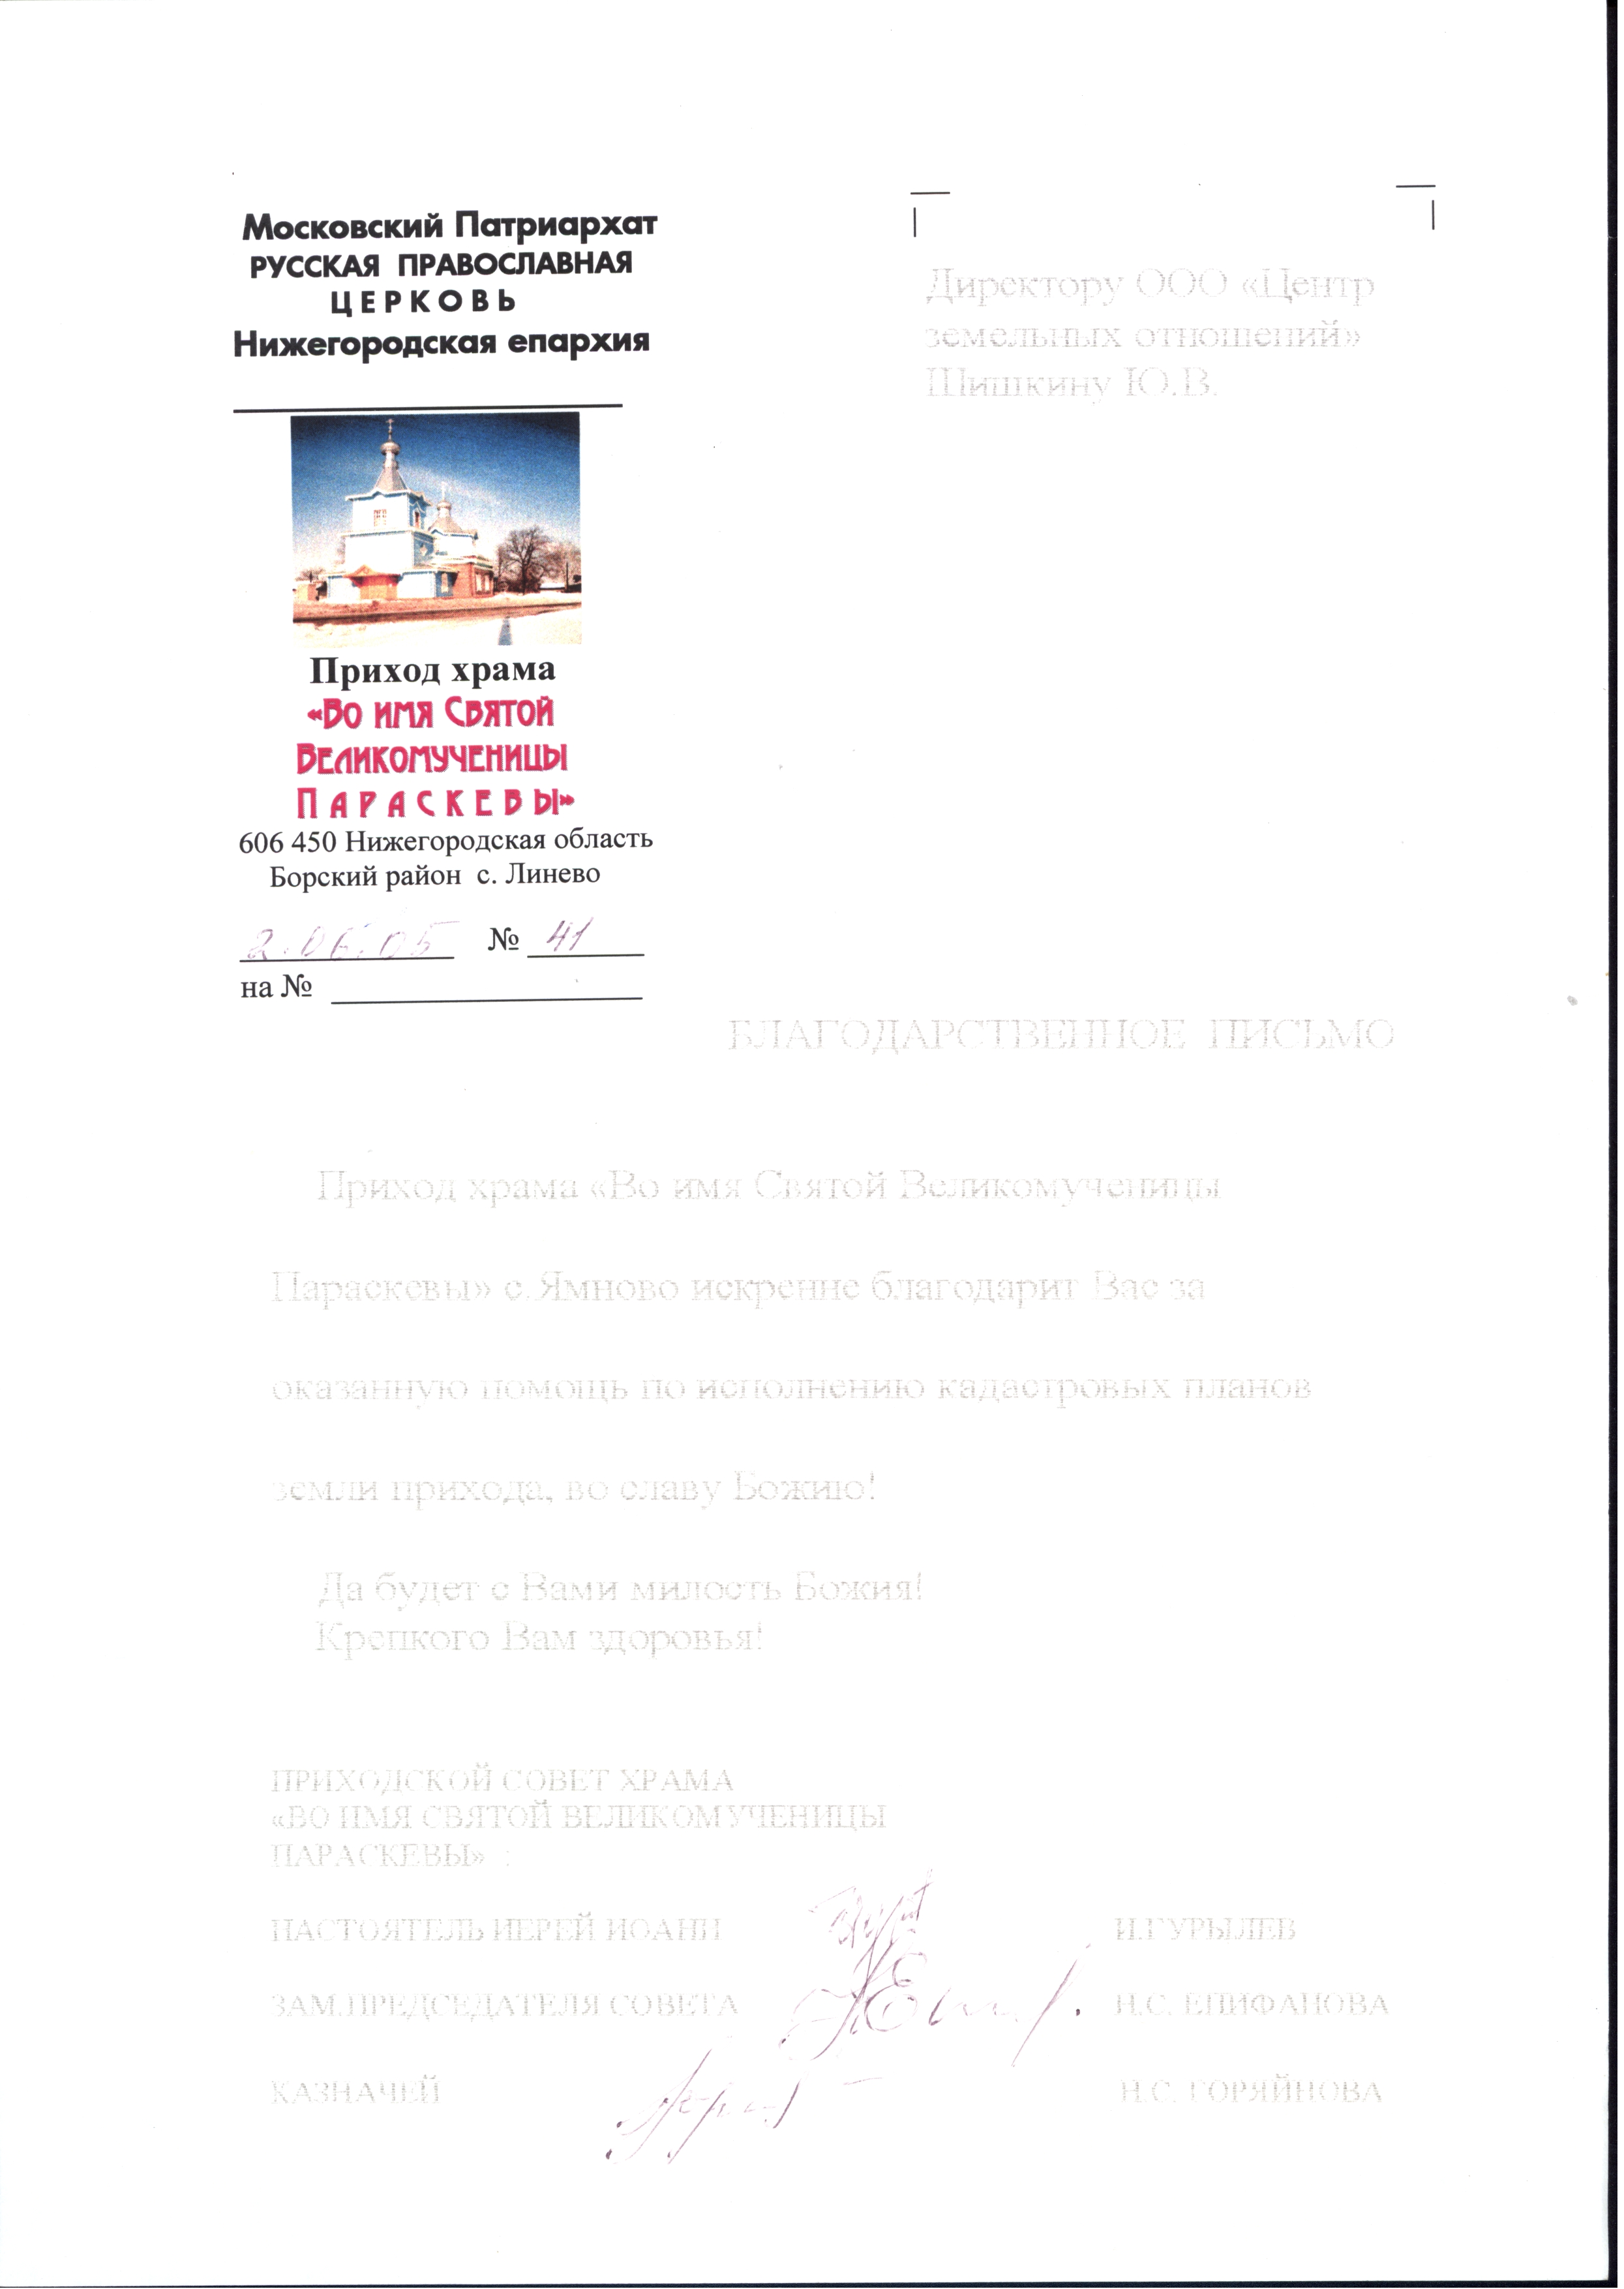 Московский Патриархат
РУССКАЯ ПРАВОСЛАВНАЯ
ЦЕРКОВЬ
Нижегородская епархия
Приход храма
«Во имя Святой
Великомученицы
Параскевы»
606 450 Нижегородская область
Борский район с. Линево
2.06.05 № 41
на №
Директору ООО «Центр
земельных отношений»
Шишкину Ю.В.
БЛАГОДАРСТВЕННОЕ ПИСЬМО
Приход храма «Во имя Святой Великомученицы
Параскевы» с.Ямново искренне благодарит Вас за
оказанную помощь по исполнению кадастровых планов
земли прихода, во славу Божию!
Да будет с Вами милость Божия!
Крепкого Вам здоровья!
ПРИХОДСКОЙ СОВЕТ ХРАМА
«ВО ИМЯ СВЯТОЙ ВЕЛИКОМУЧЕНИЦЫ
ПАРАСКЕВЫ» :
НАСТОЯТЕЛЬ ИЕРЕЙ ИОАНН И.ГУРЫЛЕВ
ЗАМ.ПРЕДСЕДАТЕЛЯ СОВЕТА Н.С. ЕПИФАНОВА
КАЗНАЧЕЙ Н.С. ГОРЯЙНОВА